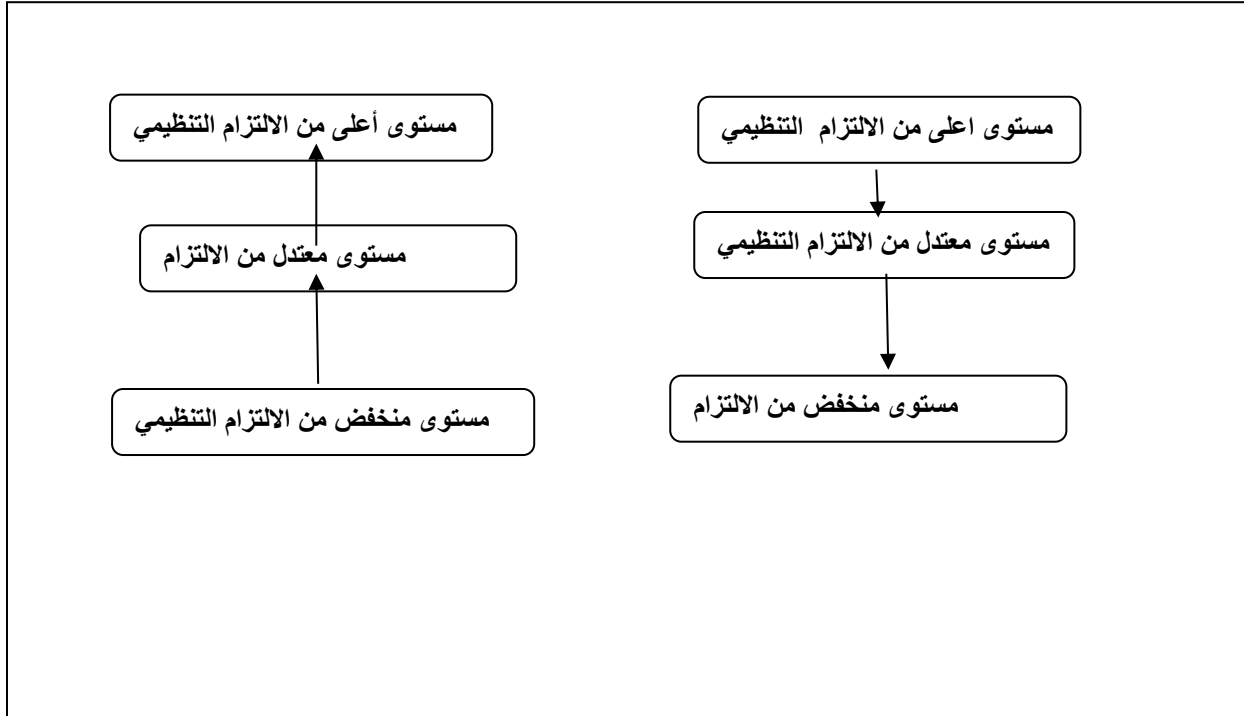 مستوى اعلى من الالتزام التنظيمي
مستوى معتدل من الالتزام التنظيمي
مستوى منخفض من الالتزام
مستوى أعلى من الالتزام التنظيمي
مستوى معتدل من الالتزام
مستوى منخفض من الالتزام التنظيمي